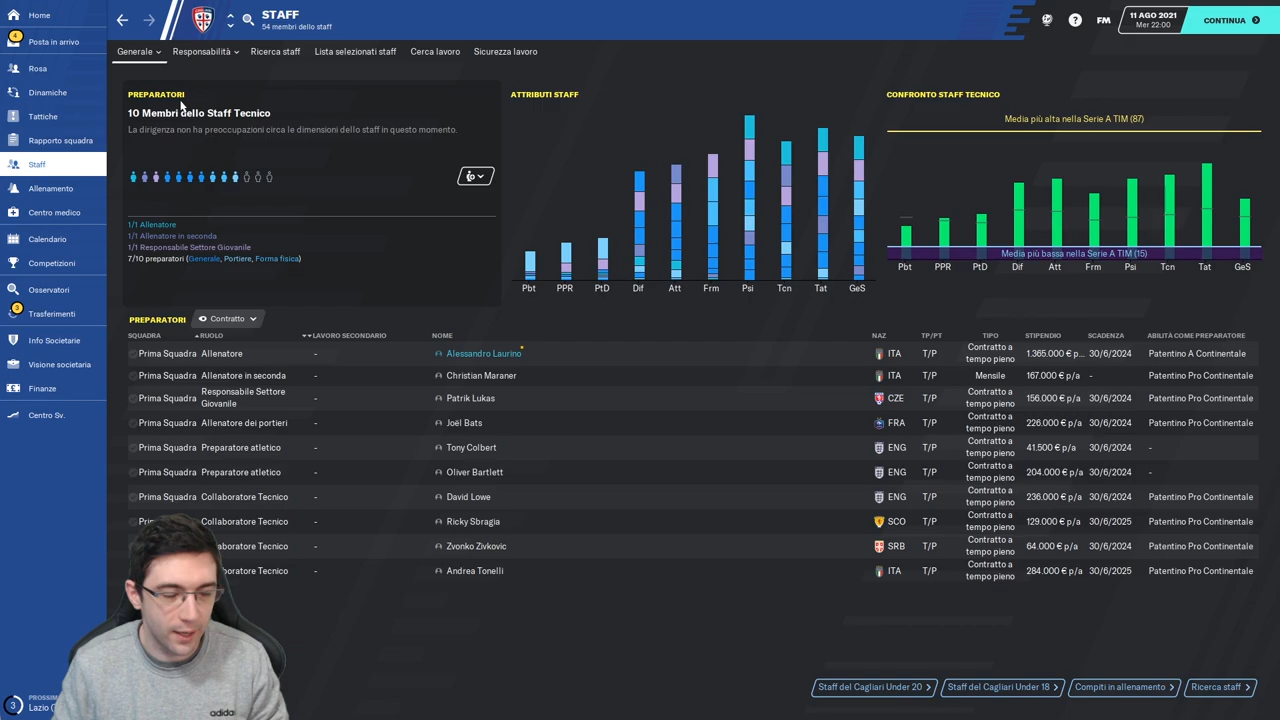 Home
4
Posta in arrivo
Rosa
Dinamiche
Tattiche
Rapporto squadra
Staff
Allenamento
Centro medico
Calendario
Competizioni
Osservatori
3
Trasferimenti
Info Societarie
Visione societaria
Finanze
Centro Sv.
3
Lazio
STAFF
54 membri dello staff
?
FM
11 AGO 2021
Mer 22:00
CONTINUA
Generale
Responsabilità
Ricerca staff
Lista selezionati staff
Cerca lavoro
Sicurezza lavoro
PREPARATORI
10 Membri dello Staff Tecnico
La dirigenza non ha preoccupazioni circa le dimensioni dello staff in questo momento.
1/1 Allenatore
1/1 Allenatore in seconda
1/1 Responsabile Settore Giovanile
7/10 preparatori (Generale, Portiere, Forma fisica)
ATTRIBUTI STAFF
Pbt PPR PtD Dif Att Frm Psi Tcn Tat GeS
CONFRONTO STAFF TECNICO
Media più alta nella Serie A TIM (87)
Media più bassa nella Serie A TIM (15)
Pbt PPR PtD Dif Att Frm Psi Tcn Tat GeS
PREPARATORI Contratto
SQUADRA RUOLO LAVORO SECONDARIO NOME NAZ TP/PT TIPO STIPENDIO SCADENZA ABILITÀ COME PREPARATORE
Prima Squadra Allenatore - Alessandro Laurino ITA T/P Contratto a tempo pieno 1.365.000 € p... 30/6/2024 Patentino A Continentale
Prima Squadra Allenatore in seconda - Christian Maraner ITA T/P Mensile 167.000 € p/a - Patentino Pro Continentale
Prima Squadra Responsabile Settore Giovanile - Patrik Lukas CZE T/P Contratto a tempo pieno 156.000 € p/a 30/6/2024 Patentino Pro Continentale
Prima Squadra Allenatore dei portieri - Joël Bats FRA T/P Contratto a tempo pieno 226.000 € p/a 30/6/2024 Patentino Pro Continentale
Prima Squadra Preparatore atletico - Tony Colbert ENG T/P Contratto a tempo pieno 41.500 € p/a 30/6/2024 -
Prima Squadra Preparatore atletico - Oliver Bartlett ENG T/P Contratto a tempo pieno 204.000 € p/a 30/6/2024 -
Prima Squadra Collaboratore Tecnico - David Lowe ENG T/P Contratto a tempo pieno 236.000 € p/a 30/6/2024 Patentino Pro Continentale
Squadra Collaboratore Tecnico - Ricky Sbragia SCO T/P Contratto a tempo pieno 129.000 € p/a 30/6/2025 Patentino Pro Continentale
Tecnico - Zvonko Zivkovic SRB T/P Contratto a tempo pieno 64.000 € p/a 30/6/2024 Patentino Pro Continentale
Tecnico - Andrea Tonelli ITA T/P Contratto a tempo pieno 284.000 € p/a 30/6/2025 Patentino Pro Continentale
Staff del Cagliari Under 20
Staff del Cagliari Under 18
Compiti in allenamento
Ricerca staff
adidas